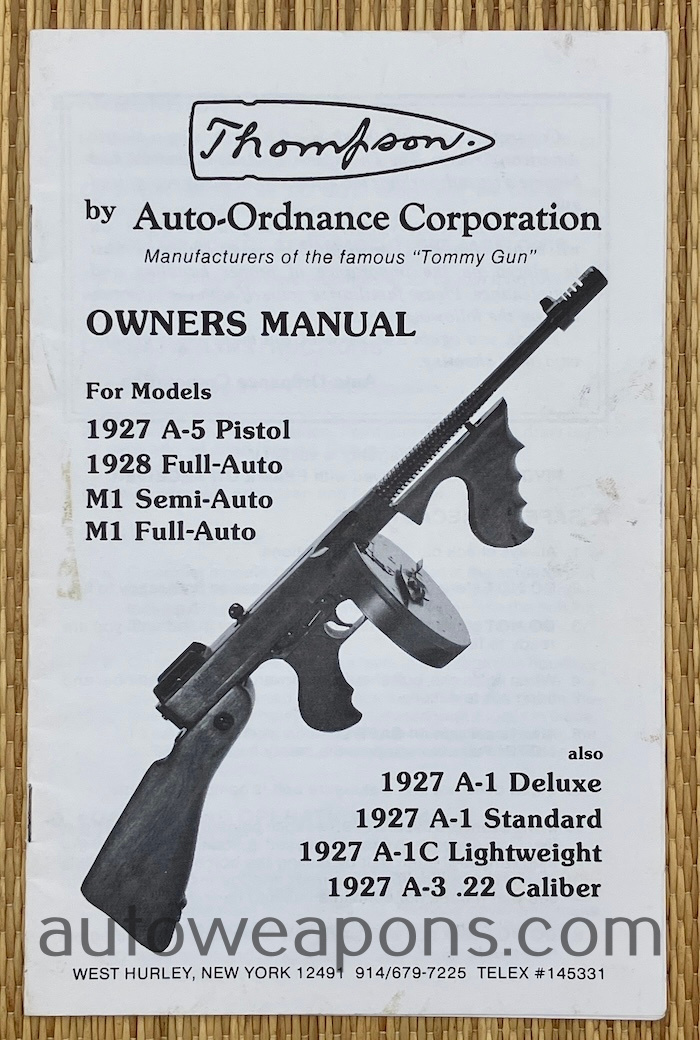 Thompson.
by Auto-Ordnance Corporation
Manufacturers of the famous "Tommy Gun"
OWNERS MANUAL
For Models
1927 A-5 Pistol
1928 Full-Auto
M1 Semi-Auto
M1 Full-Auto
also
1927 A-1 Deluxe
1927 A-1 Standard
1927 A-1C Lightweight
1927 A-3 .22 Caliber
autoweapons.com
WEST HURLEY, NEW YORK 12491 914/679-7225 TELEX #145331